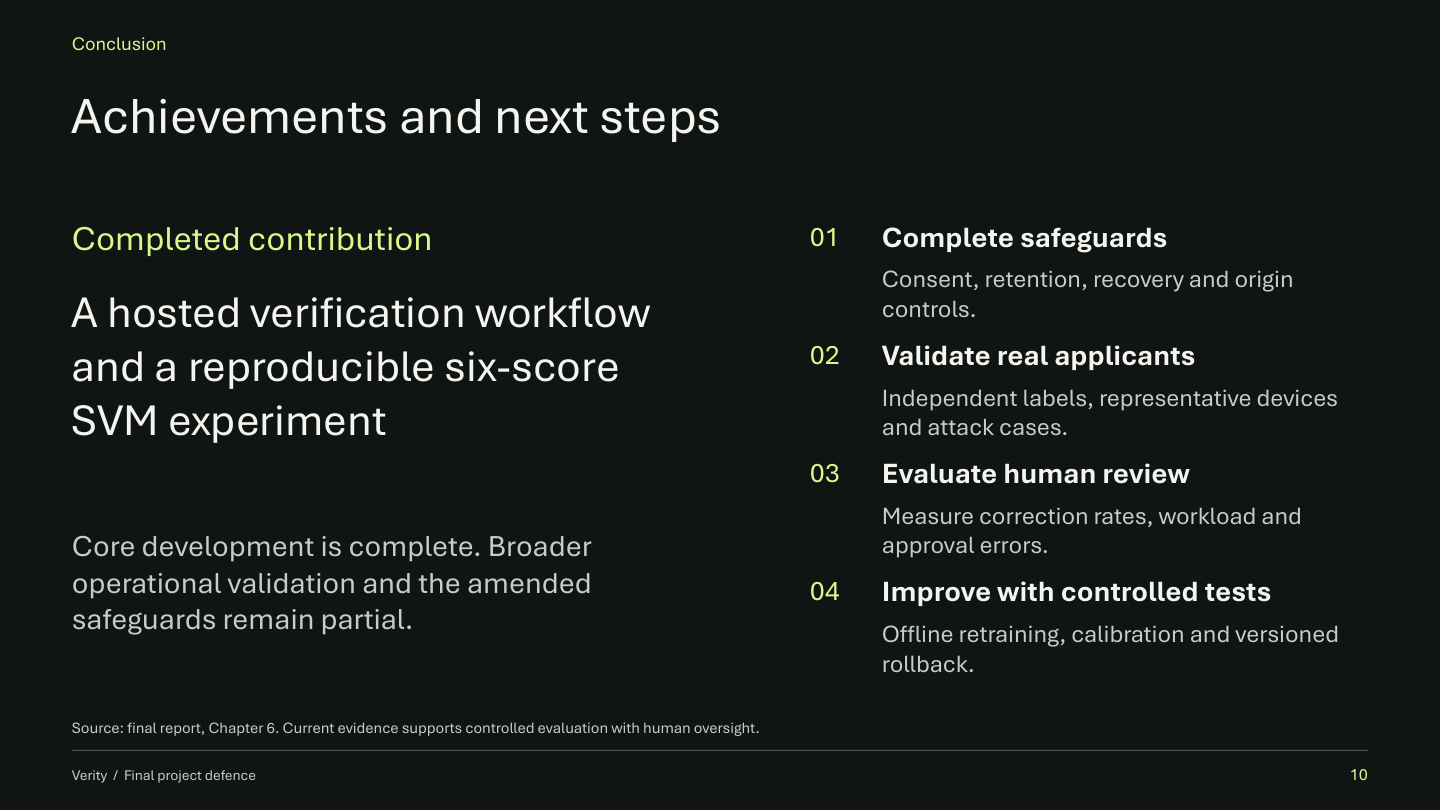 Conclusion
Achievements and next steps
Completed contribution
A hosted verification workflow
and a reproducible six-score
SVM experiment
Core development is complete. Broader
operational validation and the amended
safeguards remain partial.
01 Complete safeguards
Consent, retention, recovery and origin
controls.
02 Validate real applicants
Independent labels, representative devices
and attack cases.
03 Evaluate human review
Measure correction rates, workload and
approval errors.
04 Improve with controlled tests
Offline retraining, calibration and versioned
rollback.
Source: final report, Chapter 6. Current evidence supports controlled evaluation with human oversight.
Verity / Final project defence
10